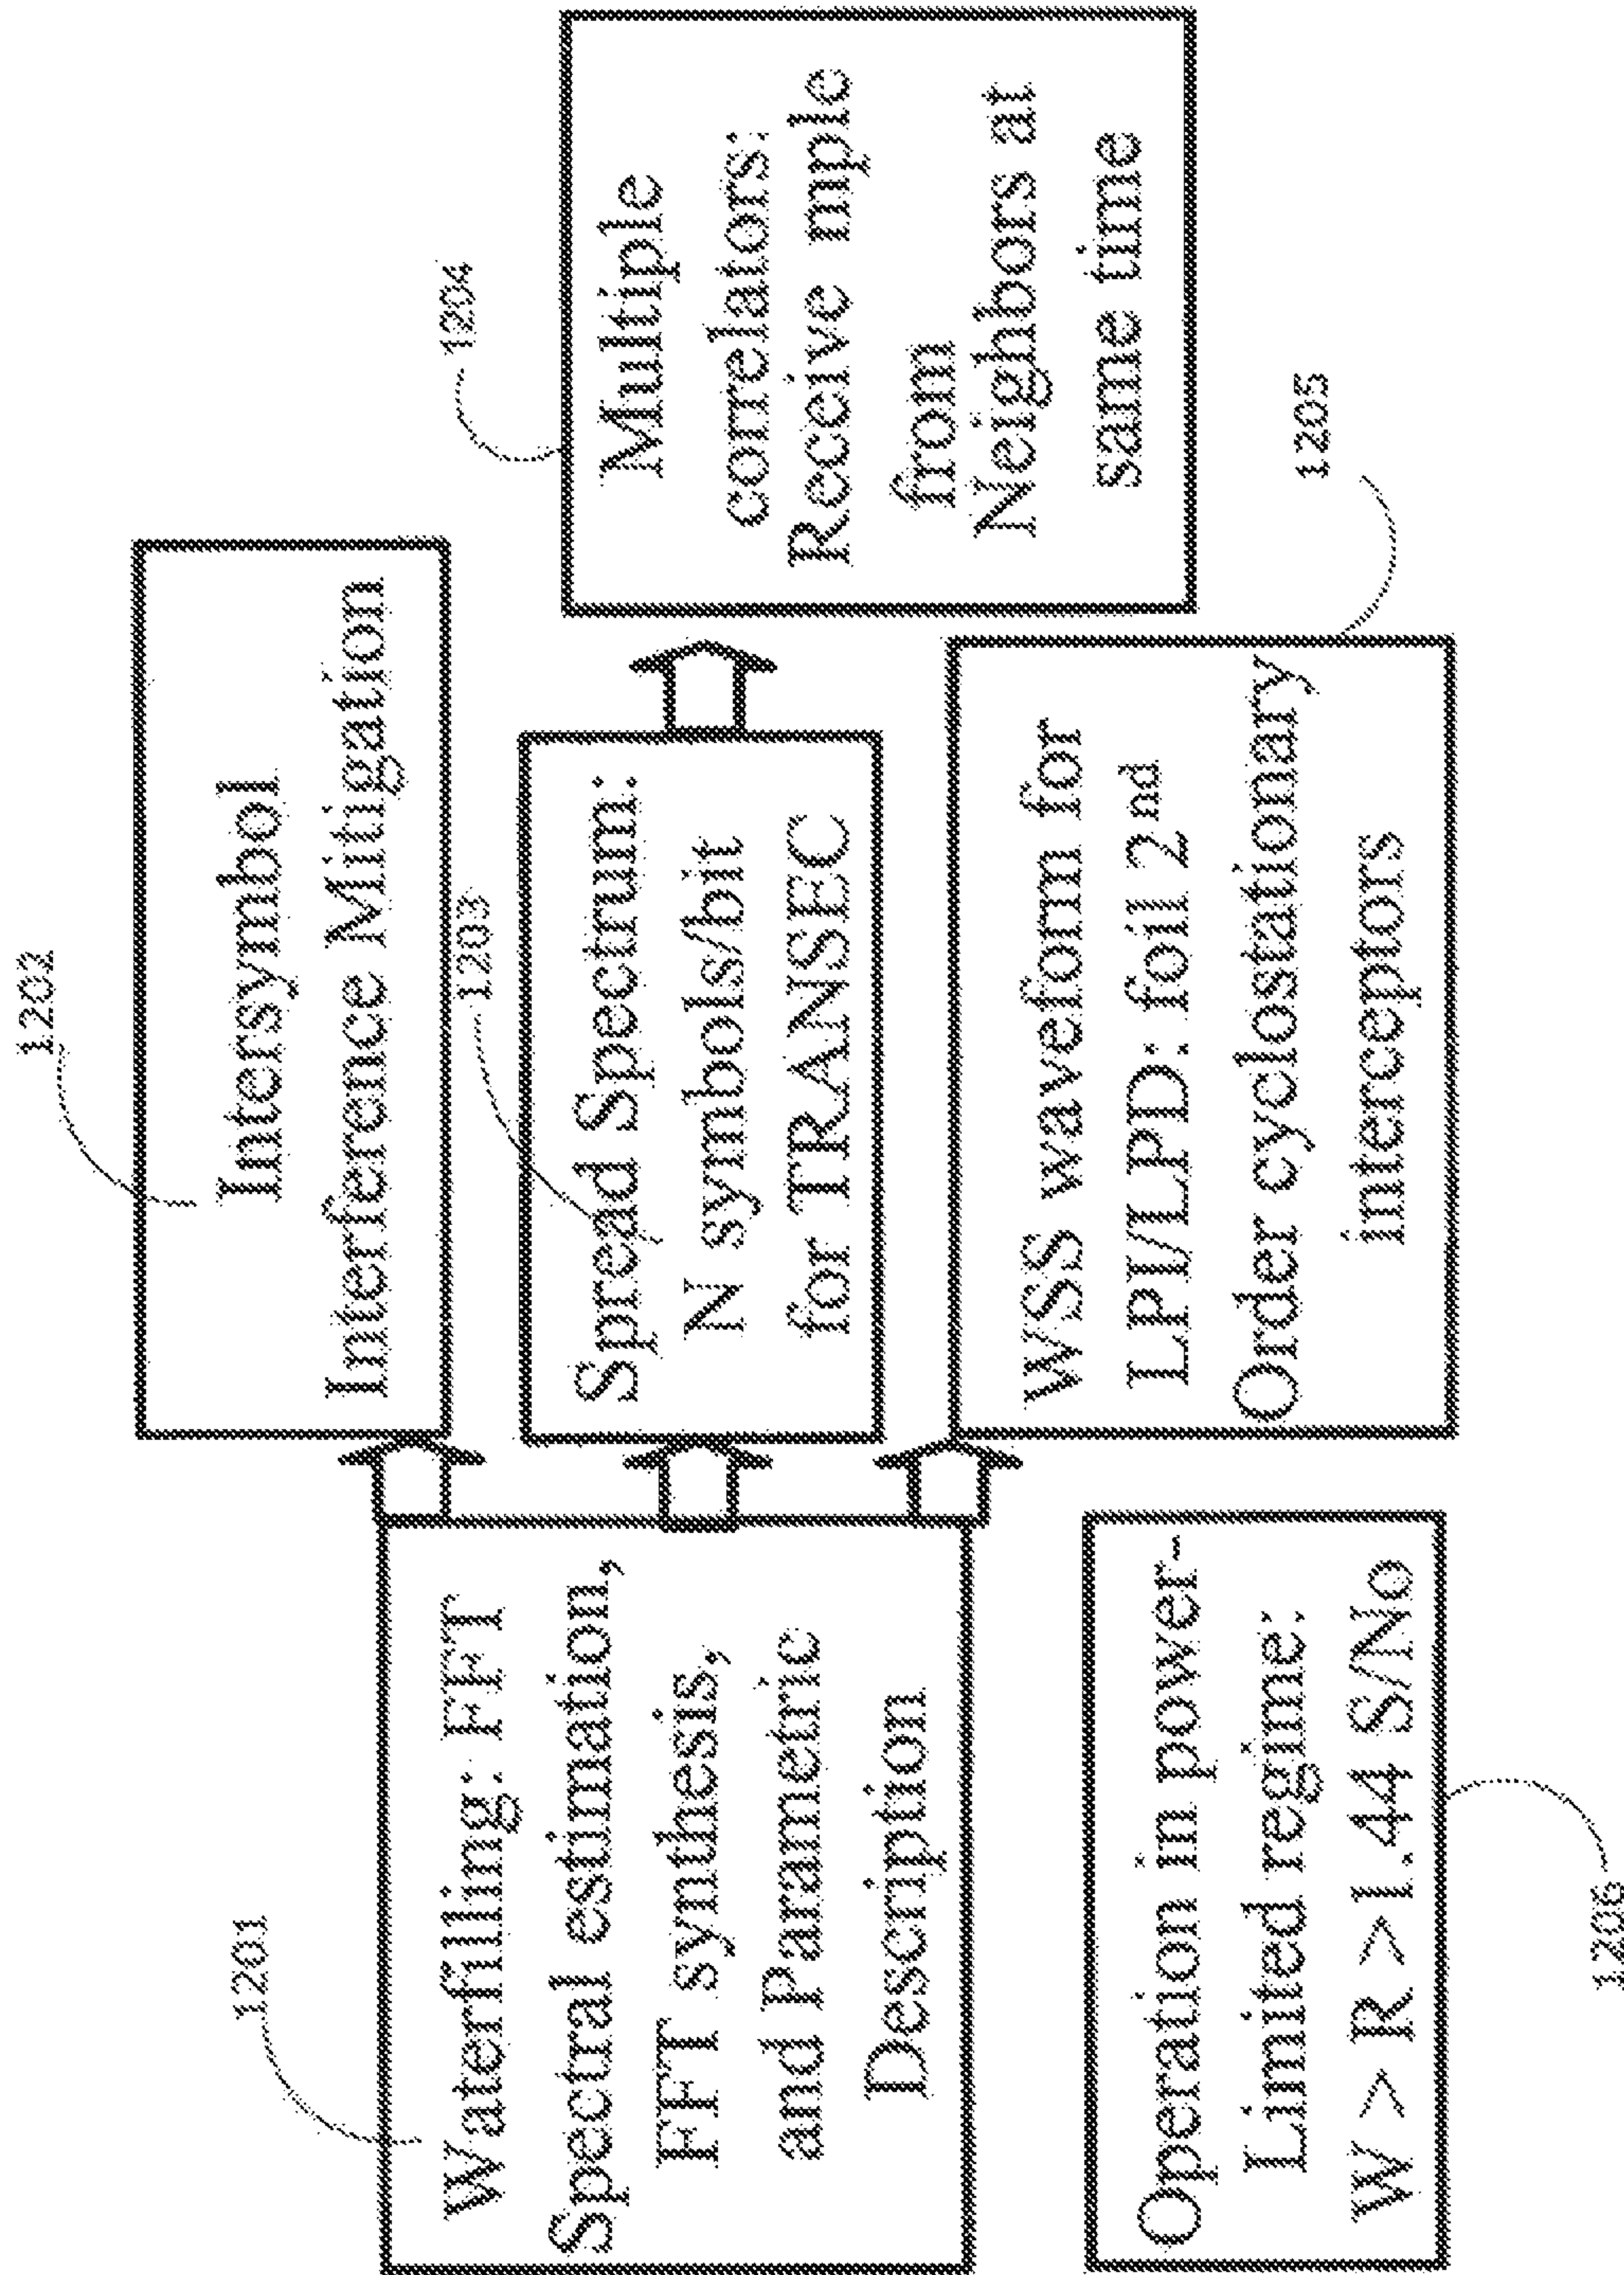 1201
Waterfilling: FFT
Spectral estimation,
FFT synthesis,
and Parametric
Description
1202
Intersymbol
Interference Mitigation
1203
Spread Spectrum:
N symbols/bit
for TRANSEC
1204
Multiple
correlators:
Receive mple
from
Neighbors at
same time
1205
WSS waveform for
LPI/LPD: foil 2nd
Order cyclostationary
interceptors
1206
Operation in power-
Limited regime:
W > R > 1.44 S/No